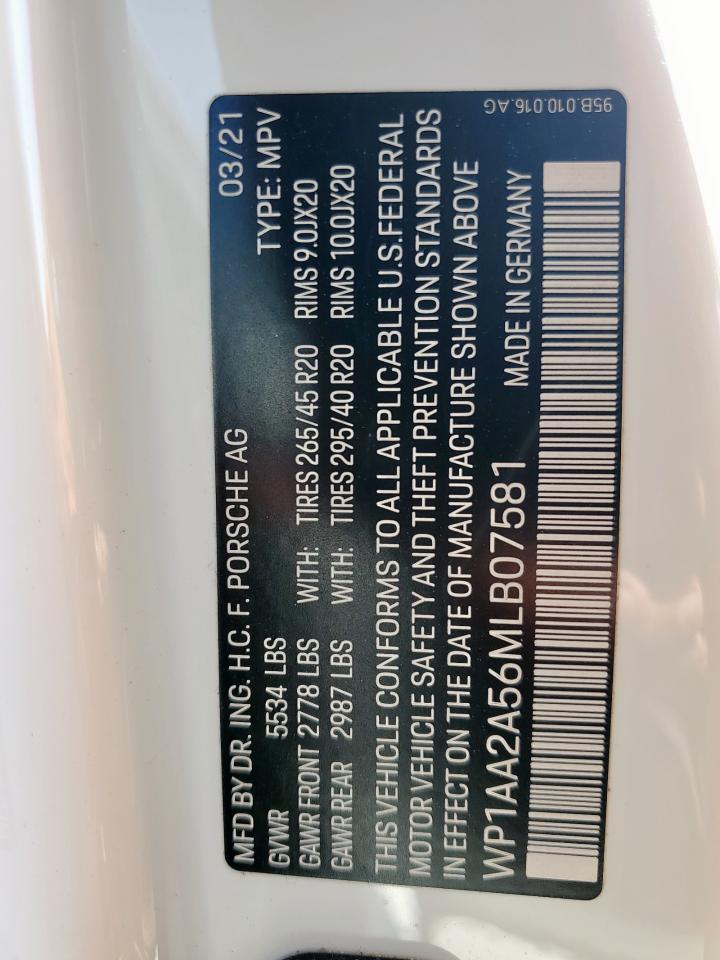 MFD BY DR. ING. H.C. F. PORSCHE AG 03/21
GVWR 5534 LBS TYPE: MPV
GAWR FRONT 2778 LBS WITH: TIRES 265/45 R20 RIMS 9.0JX20
GAWR REAR 2987 LBS WITH: TIRES 295/40 R20 RIMS 10.0JX20
THIS VEHICLE CONFORMS TO ALL APPLICABLE U.S.FEDERAL
MOTOR VEHICLE SAFETY AND THEFT PREVENTION STANDARDS
IN EFFECT ON THE DATE OF MANUFACTURE SHOWN ABOVE
WP1AA2A56MLB07581 MADE IN GERMANY
95B.010.016.AG